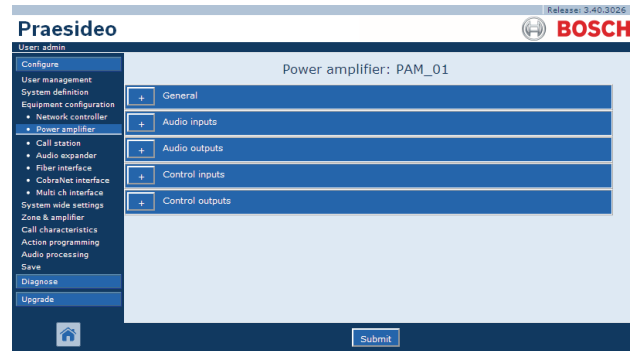 Release: 3.40.3026
Praesideo
BOSCH
User: admin
Configure
User management
System definition
Equipment configuration
• Network controller
• Power amplifier
• Call station
• Audio expander
• Fiber interface
• CobraNet interface
• Multi ch interface
System wide settings
Zone & amplifier
Call characteristics
Action programming
Audio processing
Save
Diagnose
Upgrade
Power amplifier: PAM_01
+ General
+ Audio inputs
+ Audio outputs
+ Control inputs
+ Control outputs
Submit